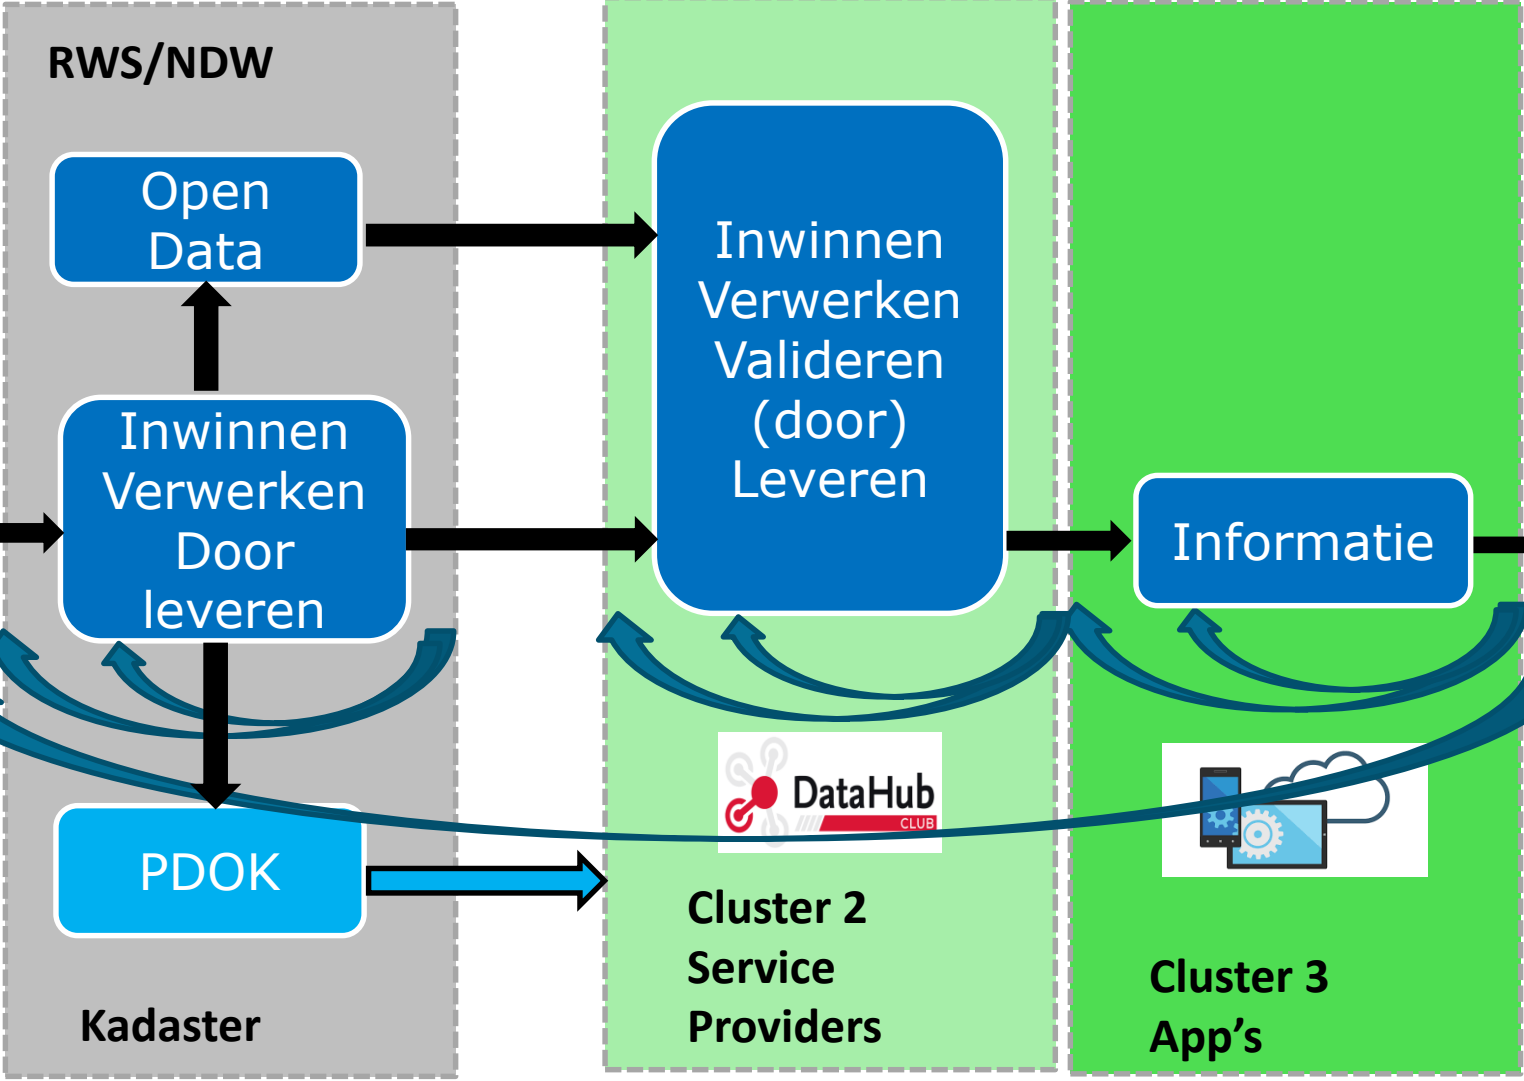 RWS/NDW
Open
Data
Inwinnen
Verwerken
Door
leveren
PDOK
Kadaster
Inwinnen
Verwerken
Valideren
(door)
Leveren
DataHub
CLUB
Cluster 2
Service
Providers
Informatie
Cluster 3
App’s